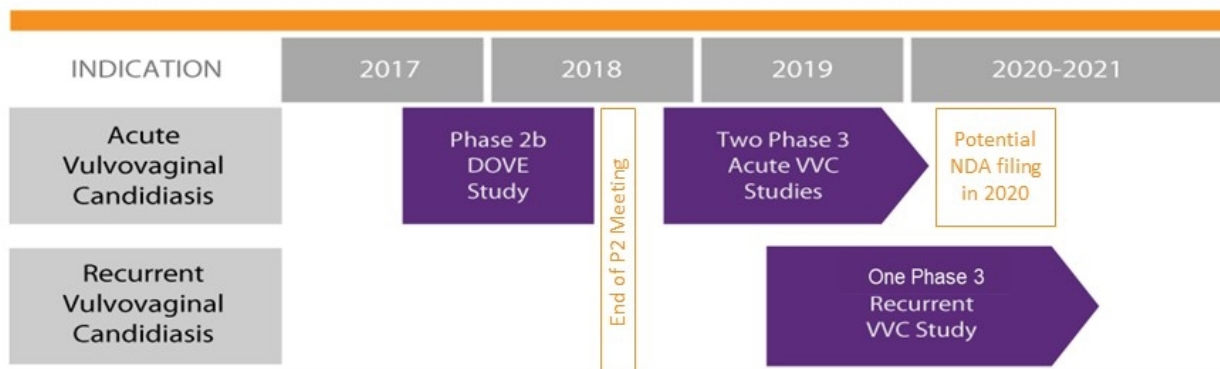 INDICATION
2017
2018
2019
2020-2021
Acute
Vulvovaginal
Candidiasis
Phase 2b
DOVE
Study
End of P2 Meeting
Two Phase 3
Acute VVC
Studies
Potential
NDA filing
in 2020
Recurrent
Vulvovaginal
Candidiasis
One Phase 3
Recurrent
VVC Study